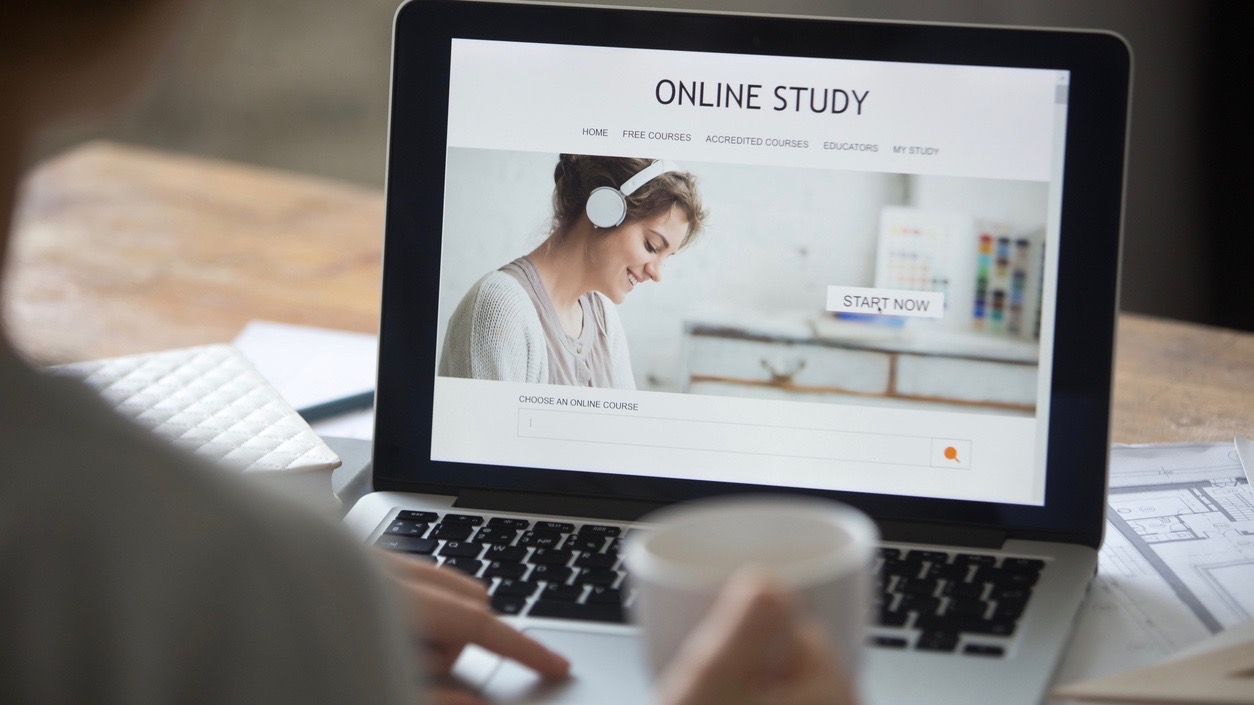 ONLINE STUDY
HOME FREE COURSES ACCREDITED COURSES EDUCATORS MY STUDY
START NOW
CHOOSE AN ONLINE COURSE